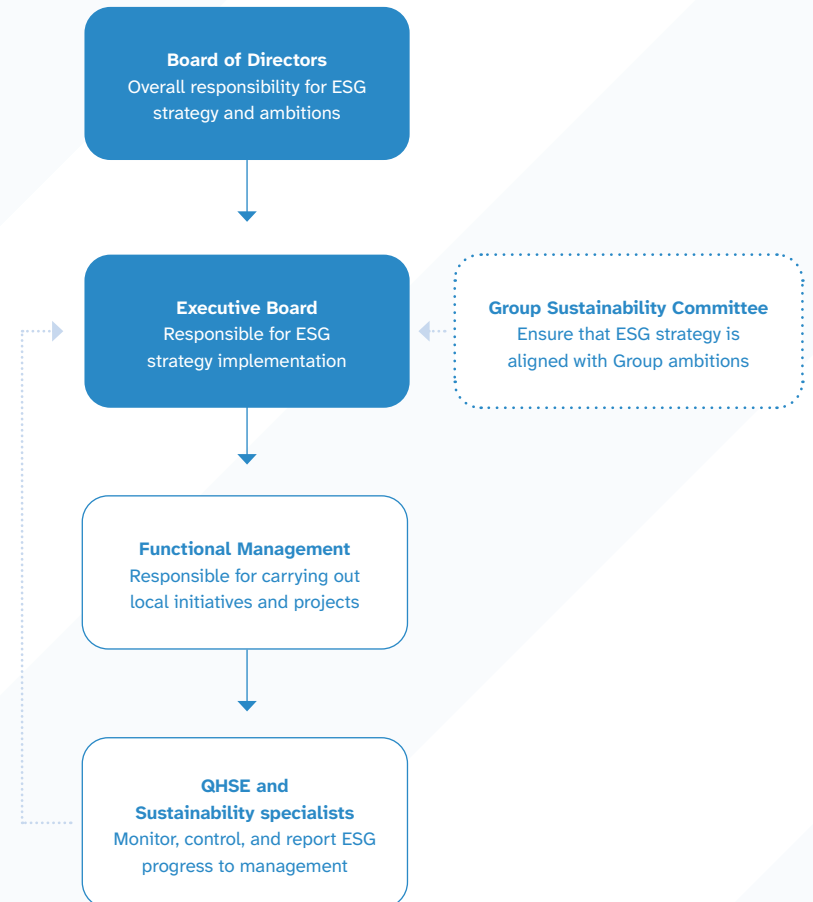 Board of Directors
Overall responsibility for ESG
strategy and ambitions
Executive Board
Responsible for ESG
strategy implementation
Group Sustainability Committee
Ensure that ESG strategy is
aligned with Group ambitions
Functional Management
Responsible for carrying out
local initiatives and projects
QHSE and
Sustainability specialists
Monitor, control, and report ESG
progress to management